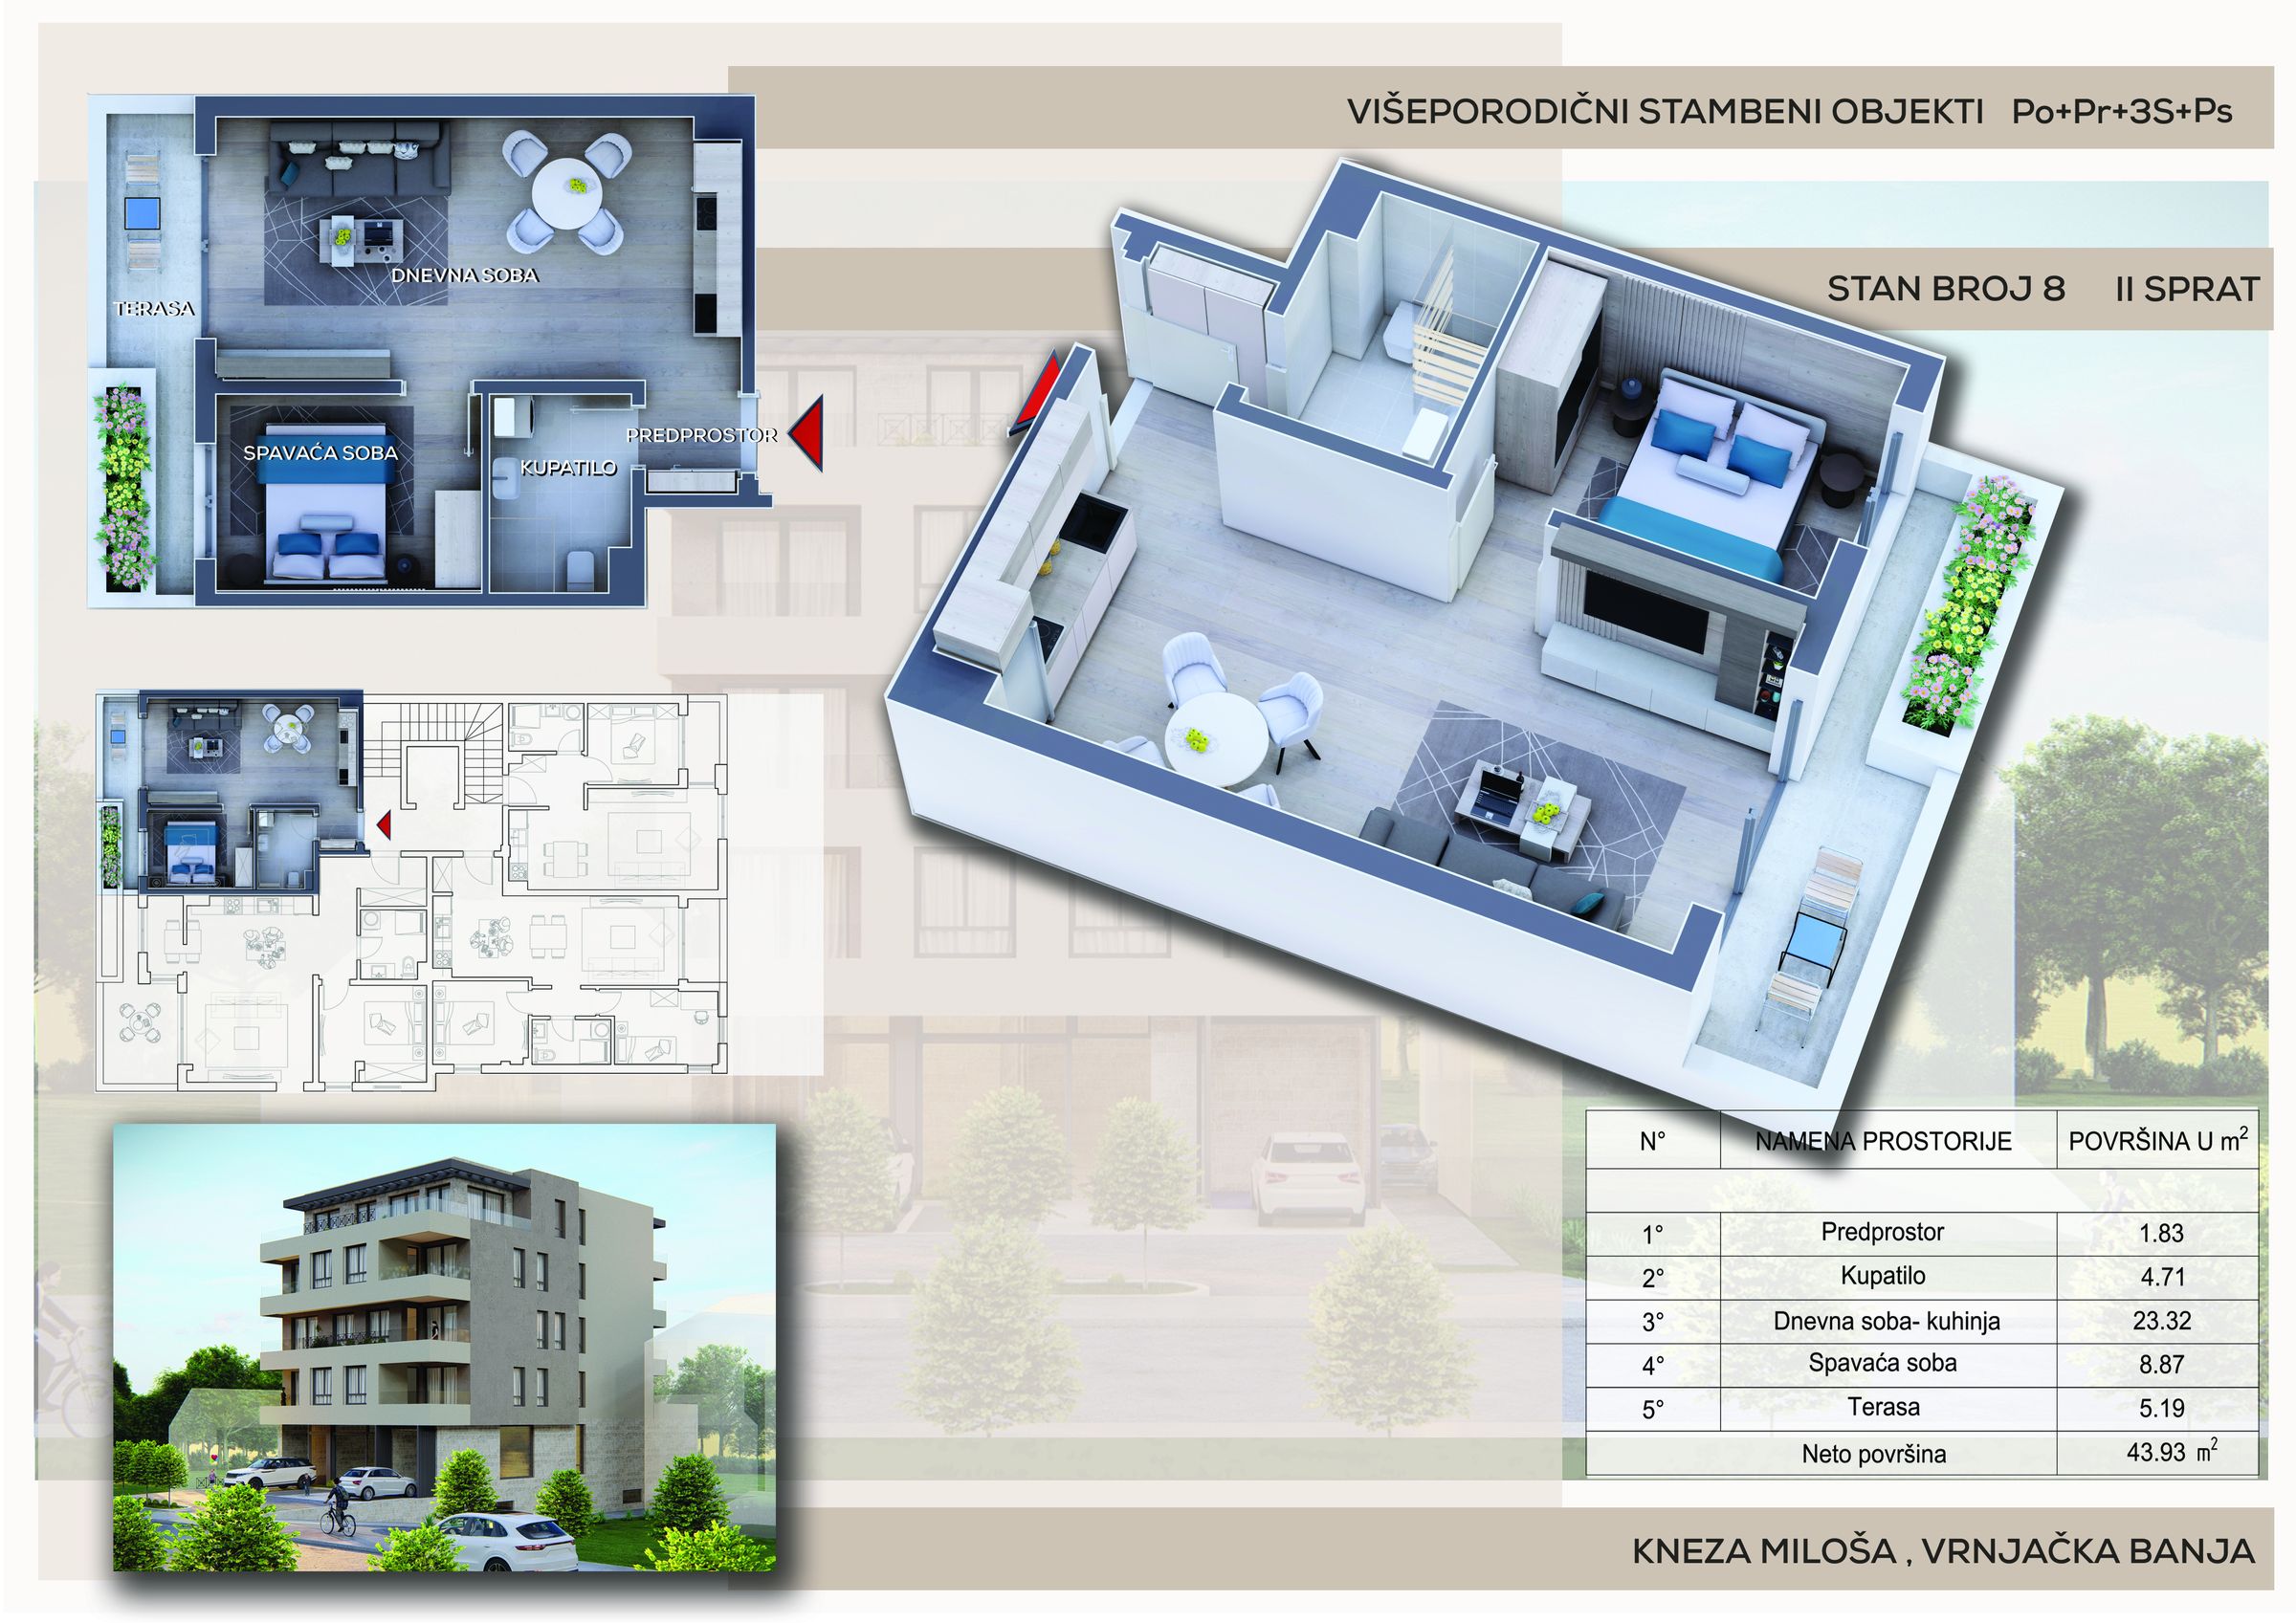 VIŠEPORODIČNI STAMBENI OBJEKTI Po+Pr+3S+Ps
STAN BROJ 8 II SPRAT
DNEVNA SOBA
TERASA
SPAVAĆA SOBA
KUPATILO
PREDPROSTOR
N° NAMENA PROSTORIJE POVRŠINA U m²
1° Predprostor 1.83
2° Kupatilo 4.71
3° Dnevna soba- kuhinja 23.32
4° Spavaća soba 8.87
5° Terasa 5.19
Neto površina 43.93 m²
KNEZA MILOŠA , VRNJAČKA BANJA